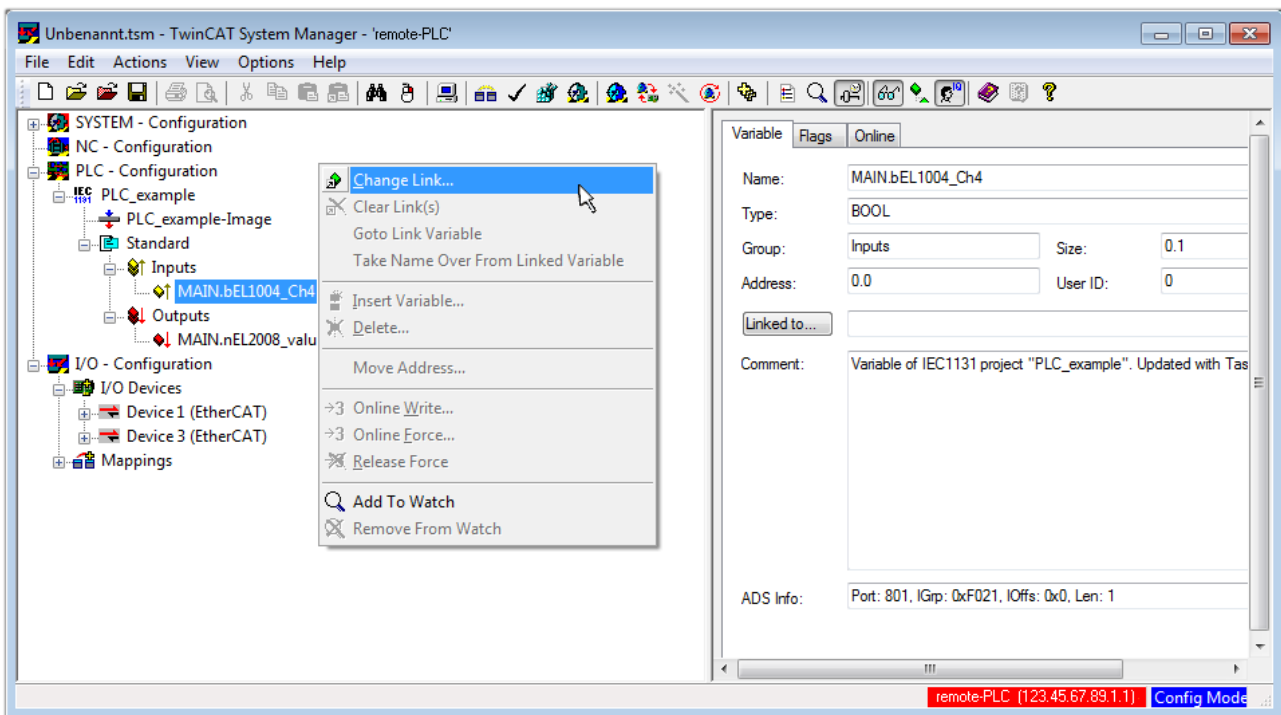 Unbenannt.tsm - TwinCAT System Manager - 'remote-PLC'
File Edit Actions View Options Help
SYSTEM - Configuration
NC - Configuration
PLC - Configuration
IEC 1131 PLC_example
PLC_example-Image
Standard
Inputs
MAIN.bEL1004_Ch4
Outputs
MAIN.nEL2008_valu
I/O - Configuration
I/O Devices
Device 1 (EtherCAT)
Device 3 (EtherCAT)
Mappings
Change Link...
Clear Link(s)
Goto Link Variable
Take Name Over From Linked Variable
Insert Variable...
Delete...
Move Address...
→3 Online Write...
→3 Online Force...
Release Force
Add To Watch
Remove From Watch
Variable Flags Online
Name: MAIN.bEL1004_Ch4
Type: BOOL
Group: Inputs Size: 0.1
Address: 0.0 User ID: 0
Linked to...
Comment: Variable of IEC1131 project "PLC_example". Updated with Tas
ADS Info: Port: 801, IGrp: 0xF021, IOffs: 0x0, Len: 1
remote-PLC (123.45.67.89.1.1) Config Mode